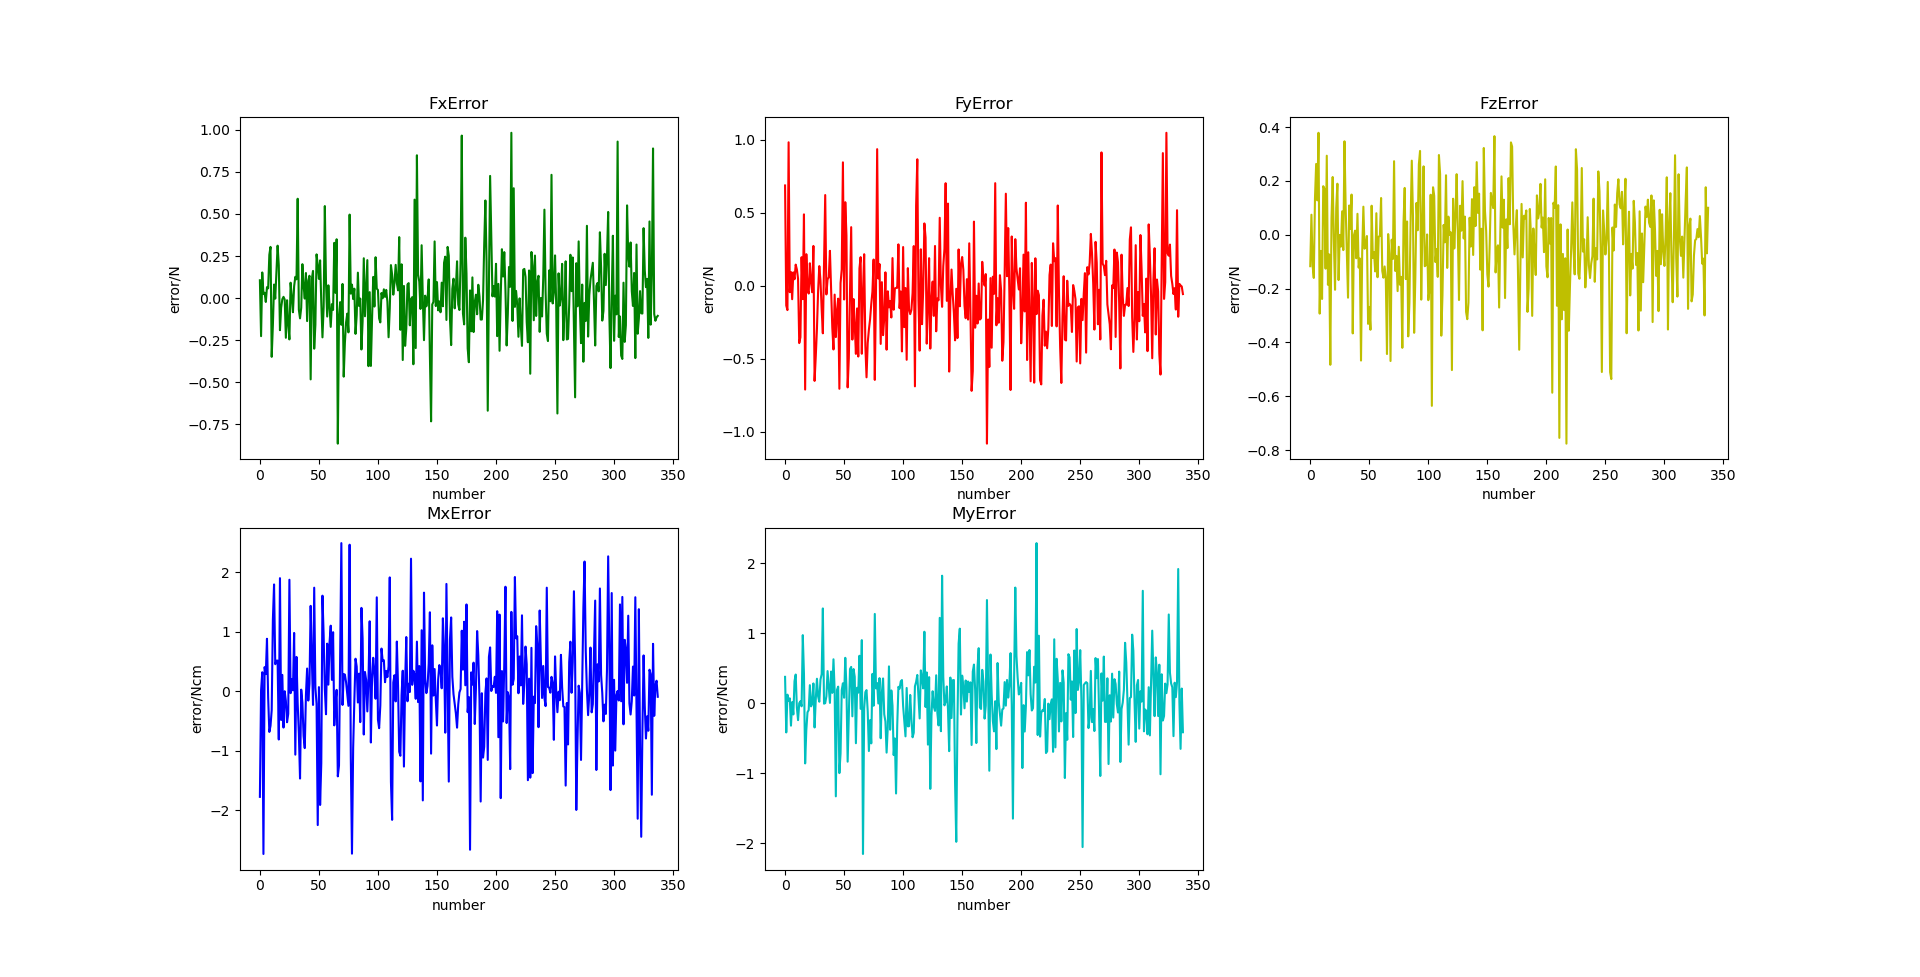 FxError
1.00
0.75
0.50
0.25
0.00
−0.25
−0.50
−0.75
error/N
0 50 100 150 200 250 300 350
number
FyError
1.0
0.5
0.0
−0.5
−1.0
error/N
0 50 100 150 200 250 300 350
number
FzError
0.4
0.2
0.0
−0.2
−0.4
−0.6
−0.8
error/N
0 50 100 150 200 250 300 350
number
MxError
2
1
0
−1
−2
error/Ncm
0 50 100 150 200 250 300 350
number
MyError
2
1
0
−1
−2
error/Ncm
0 50 100 150 200 250 300 350
number